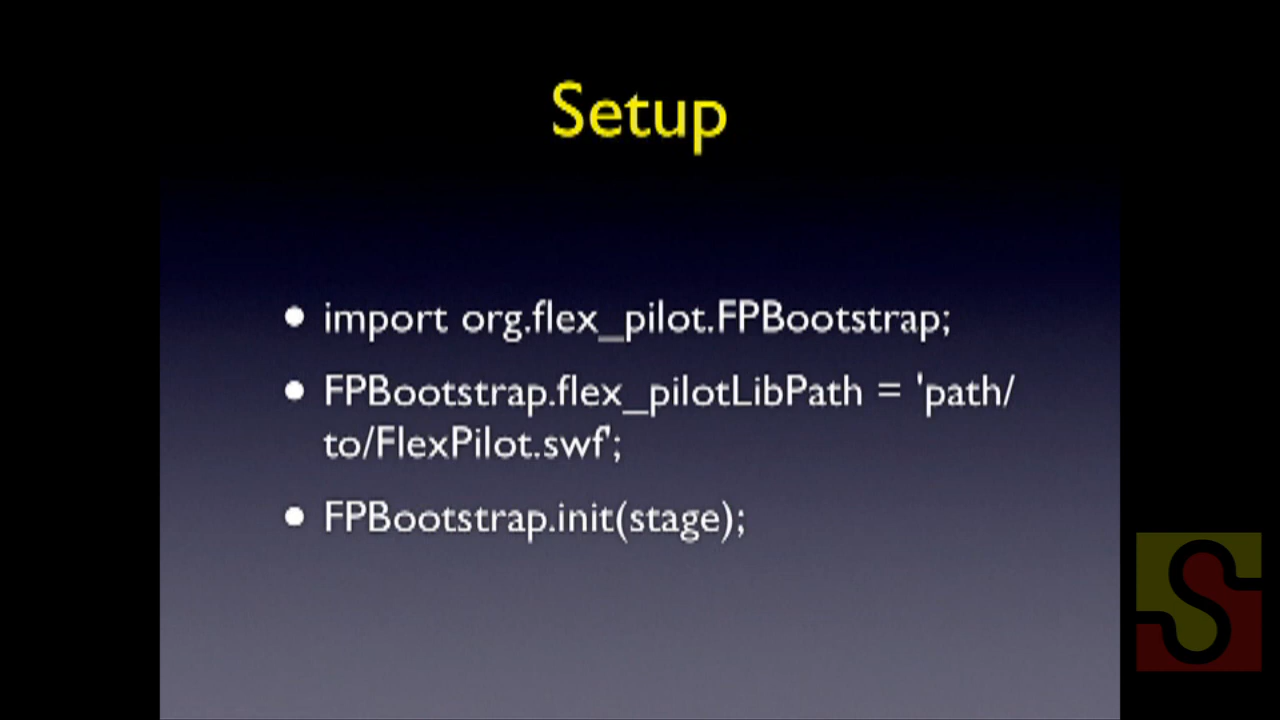 Setup
• import org.flex_pilot.FPBootstrap;
• FPBootstrap.flex_pilotLibPath = 'path/
to/FlexPilot.swf';
• FPBootstrap.init(stage);
S